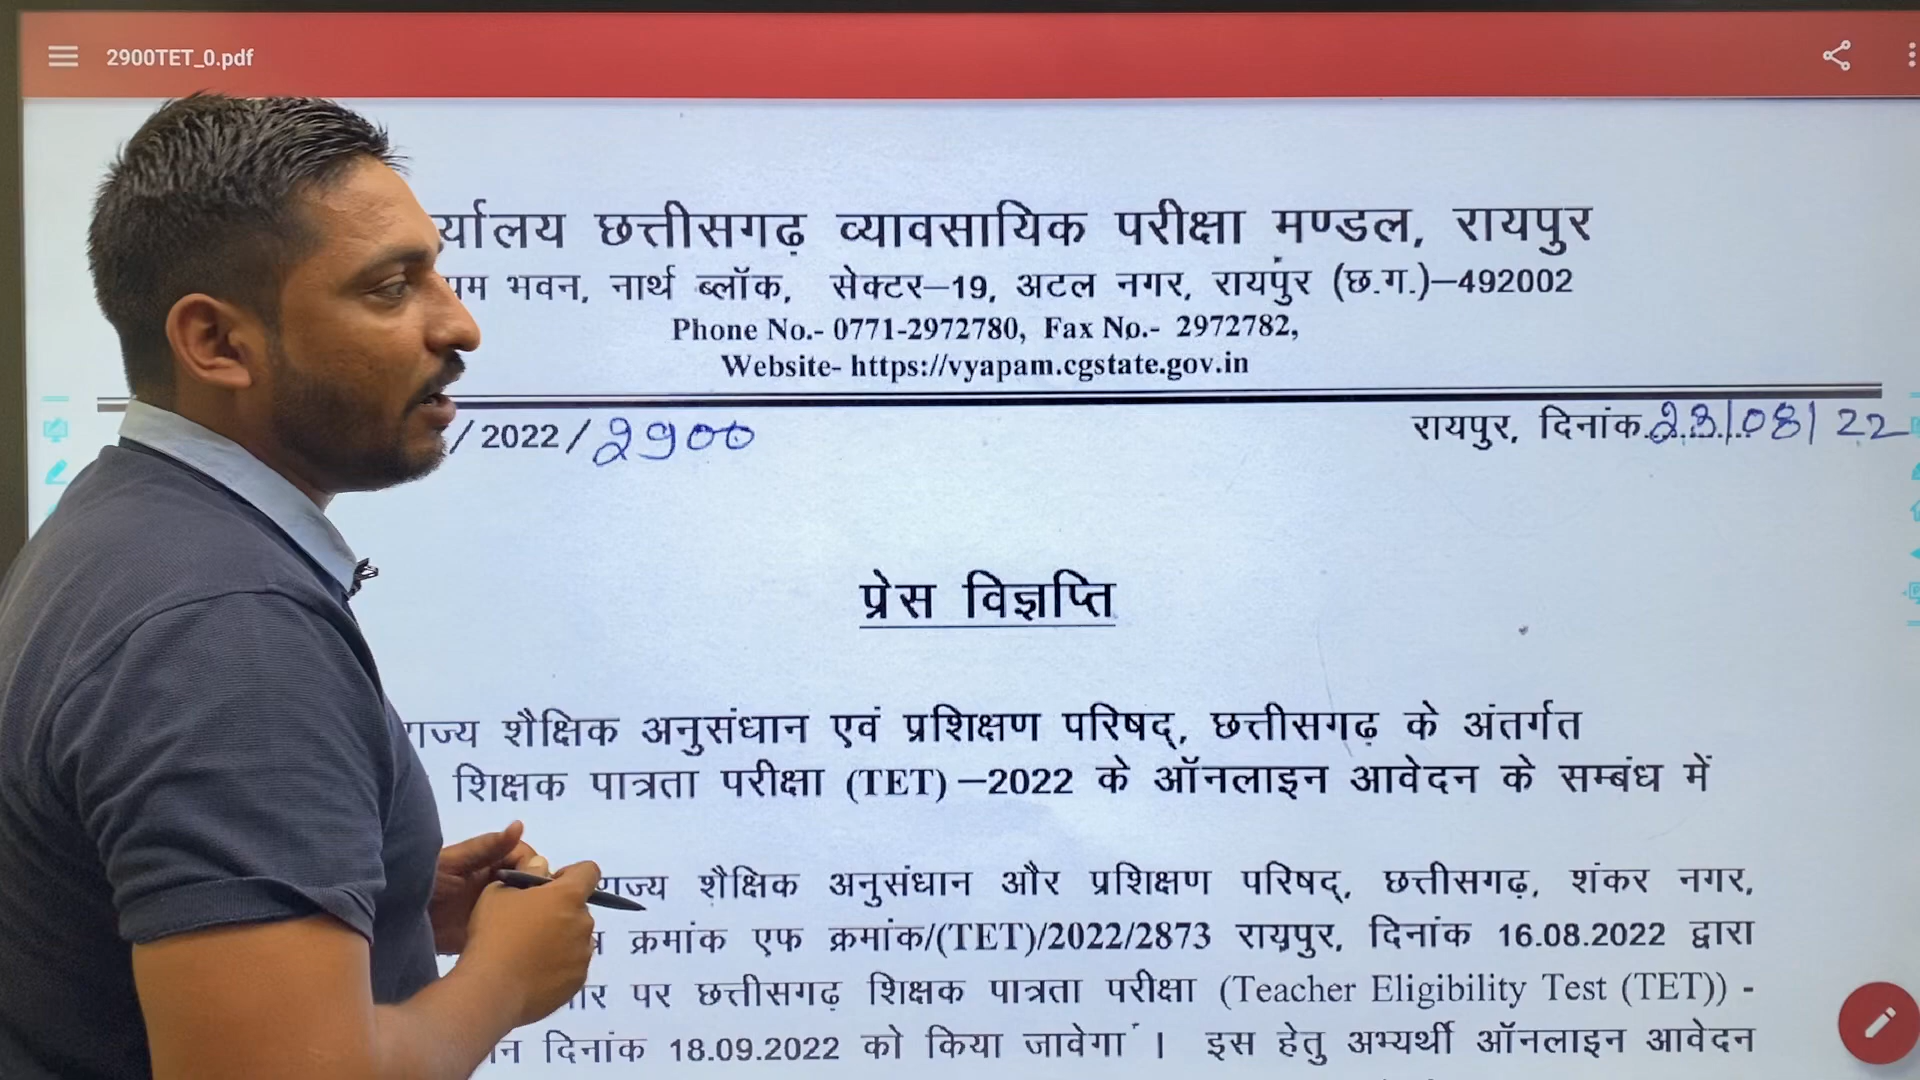 2900TET_0.pdf
छत्तीसगढ़ व्यावसायिक परीक्षा मण्डल, रायपुर
भवन, नार्थ ब्लॉक, सेक्टर–19, अटल नगर, रायपुर (छ.ग.)–492002
Phone No.- 0771-2972780, Fax No.- 2972782,
Website- https://vyapam.cgstate.gov.in
/ 2022 / 2900
रायपुर, दिनांक 23/08/22
प्रेस विज्ञप्ति
शैक्षिक अनुसंधान एवं प्रशिक्षण परिषद्, छत्तीसगढ़ के अंतर्गत
शिक्षक पात्रता परीक्षा (TET) –2022 के ऑनलाइन आवेदन के सम्बंध में
शैक्षिक अनुसंधान और प्रशिक्षण परिषद्, छत्तीसगढ़, शंकर नगर,
क्रमांक एफ क्रमांक/(TET)/2022/2873 रायपुर, दिनांक 16.08.2022 द्वारा
पर छत्तीसगढ़ शिक्षक पात्रता परीक्षा (Teacher Eligibility Test (TET)) -
दिनांक 18.09.2022 को किया जावेगा । इस हेतु अभ्यर्थी ऑनलाइन आवेदन